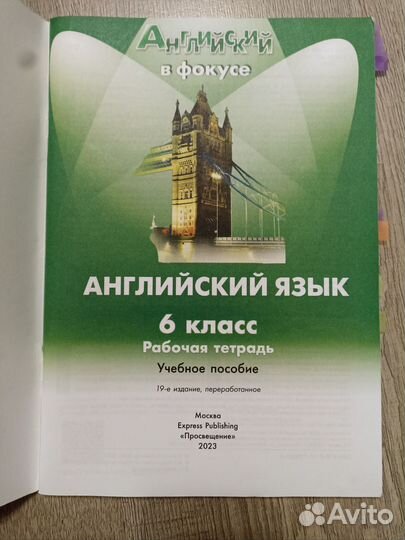 Английский
в фокусе
АНГЛИЙСКИЙ ЯЗЫК
6 класс
Рабочая тетрадь
Учебное пособие
19-е издание, переработанное
Москва
Express Publishing
«Просвещение»
2023
Avito